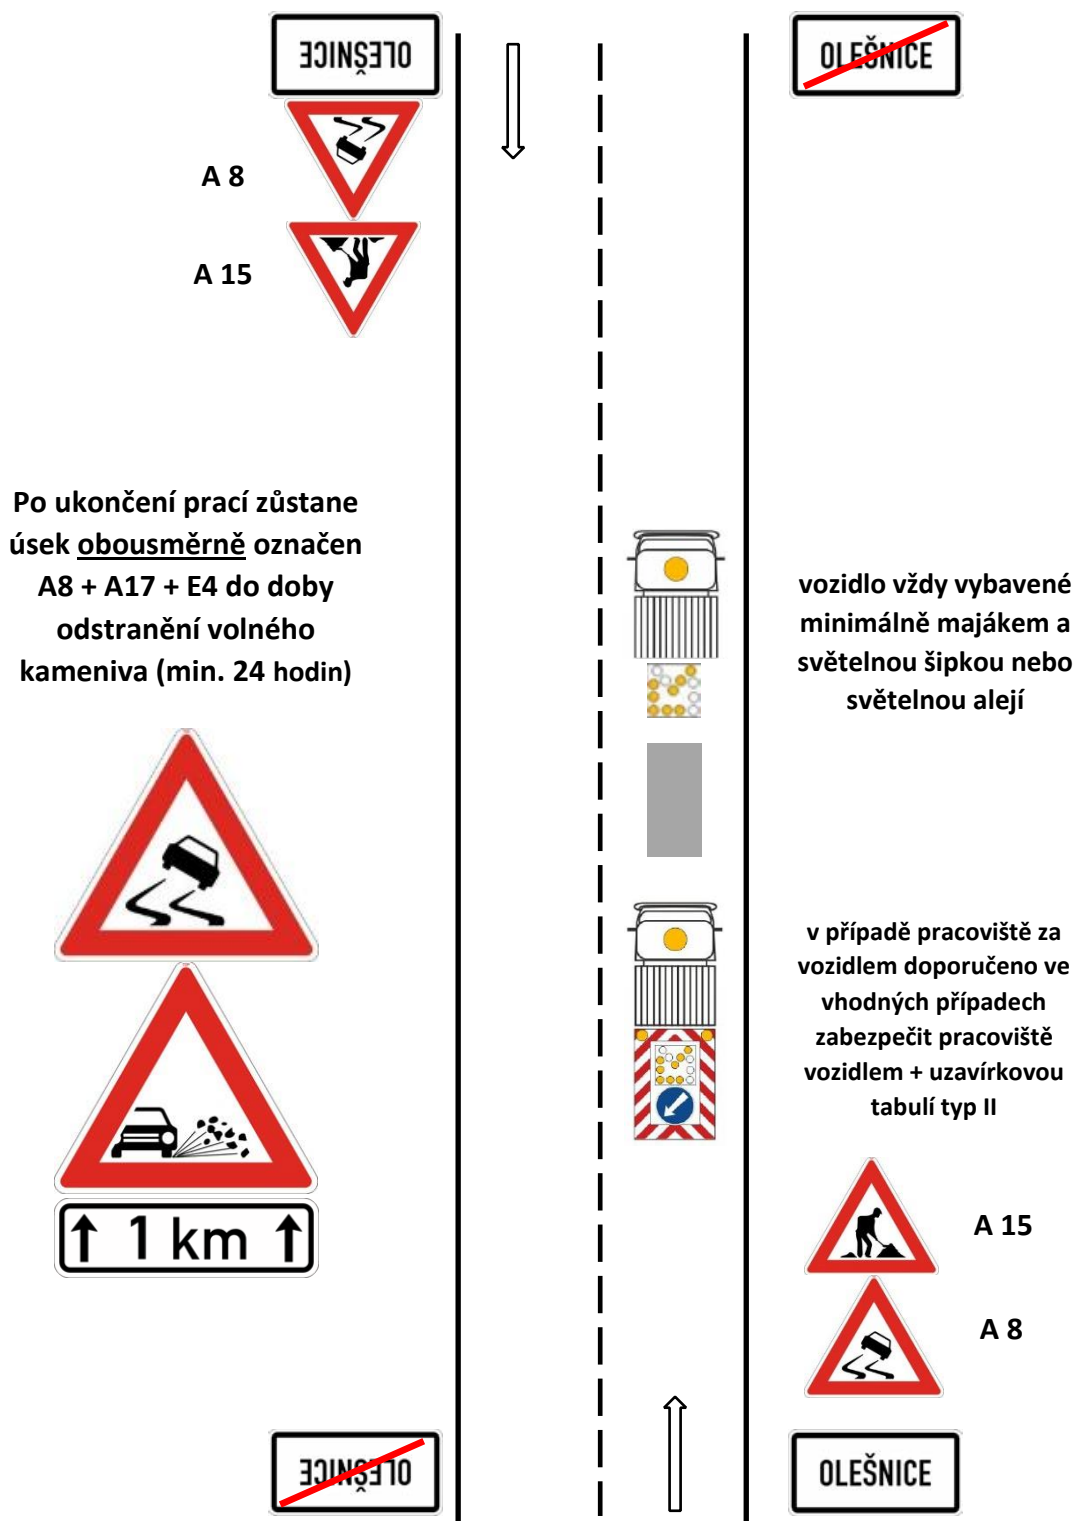 OLEŠNICE
OLEŠNICE
A 8
A 15
Po ukončení prací zůstane
úsek obousměrně označen
A8 + A17 + E4 do doby
odstranění volného
kameniva (min. 24 hodin)
vozidlo vždy vybavené
minimálně majákem a
světelnou šipkou nebo
světelnou alejí
v případě pracoviště za
vozidlem doporučeno ve
vhodných případech
zabezpečit pracoviště
vozidlem + uzavírkovou
tabulí typ II
1 km
A 15
A 8
OLEŠNICE
OLEŠNICE